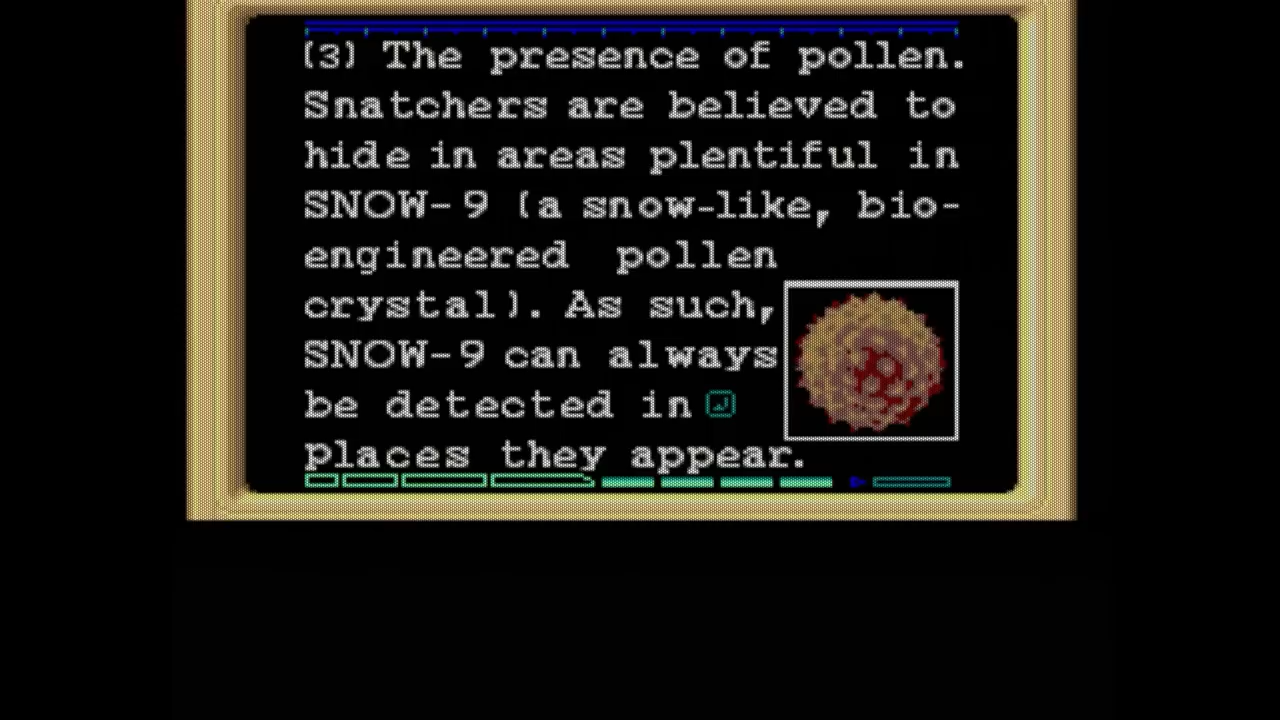 (3) The presence of pollen.
Snatchers are believed to
hide in areas plentiful in
SNOW-9 (a snow-like, bio-
engineered pollen
crystal). As such,
SNOW-9 can always
be detected in
places they appear.